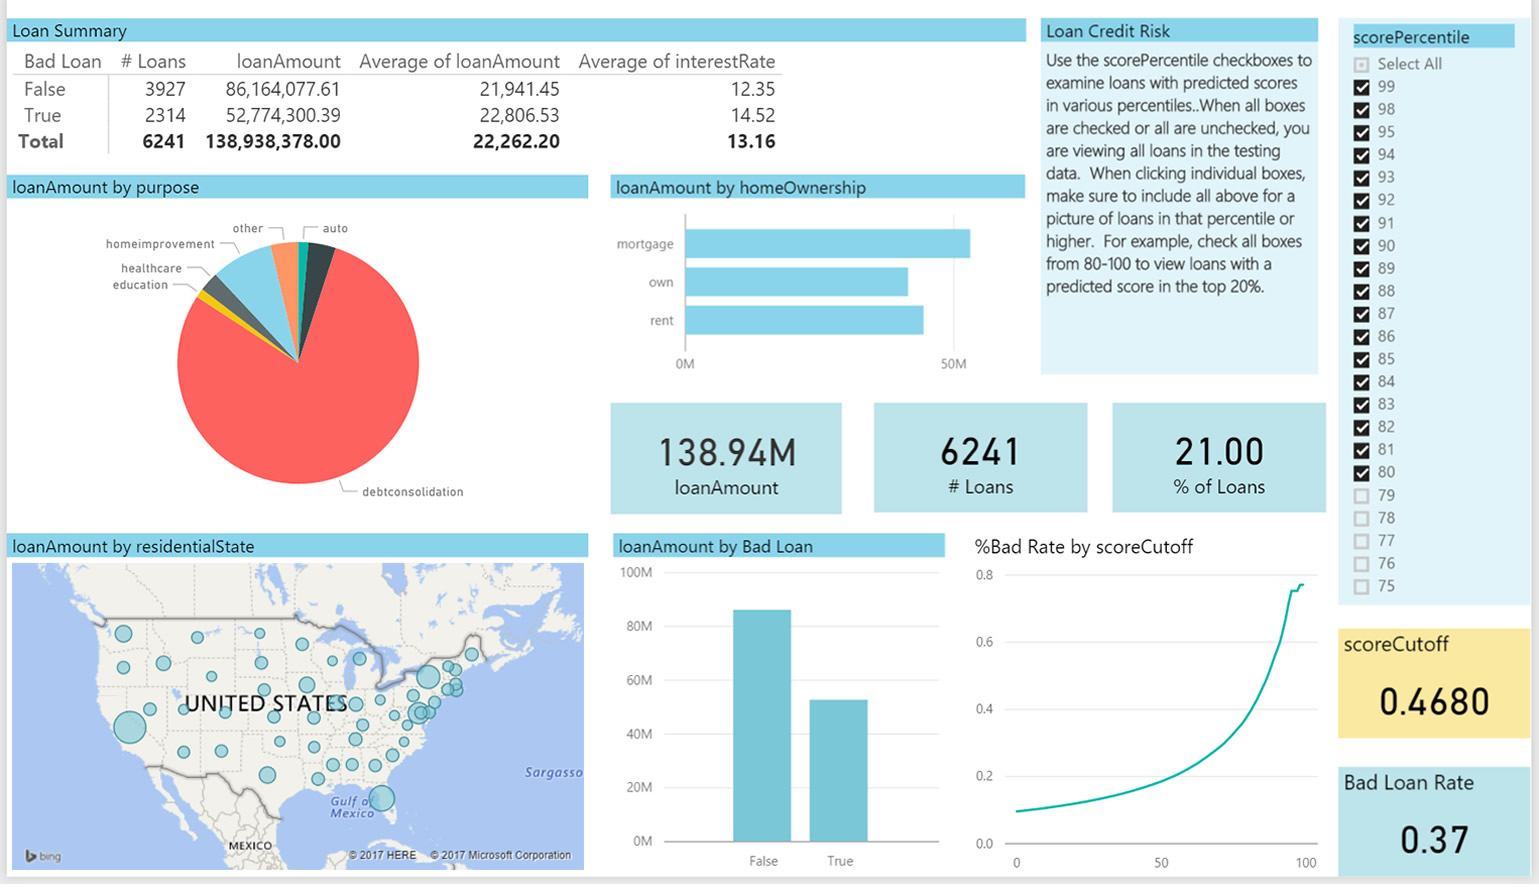 Loan Summary
Bad Loan # Loans loanAmount Average of loanAmount Average of interestRate
False 3927 86,164,077.61 21,941.45 12.35
True 2314 52,774,300.39 22,806.53 14.52
Total 6241 138,938,378.00 22,262.20 13.16
Loan Credit Risk
Use the scorePercentile checkboxes to
examine loans with predicted scores
in various percentiles..When all boxes
are checked or all are unchecked, you
are viewing all loans in the testing
data. When clicking individual boxes,
make sure to include all above for a
picture of loans in that percentile or
higher. For example, check all boxes
from 80-100 to view loans with a
predicted score in the top 20%.
scorePercentile
Select All
99
98
95
94
93
92
91
90
89
88
87
86
85
84
83
82
81
80
79
78
77
76
75
loanAmount by purpose
other
auto
homeimprovement
healthcare
education
debtconsolidation
loanAmount by homeOwnership
mortgage
own
rent
0M 50M
138.94M
loanAmount
6241
# Loans
21.00
% of Loans
loanAmount by residentialState
UNITED STATES
Sargasso
Gulf of
Mexico
MEXICO
bing
© 2017 HERE © 2017 Microsoft Corporation
loanAmount by Bad Loan
100M
80M
60M
40M
20M
0M
False True
%Bad Rate by scoreCutoff
0.8
0.6
0.4
0.2
0.0
0 50 100
scoreCutoff
0.4680
Bad Loan Rate
0.37